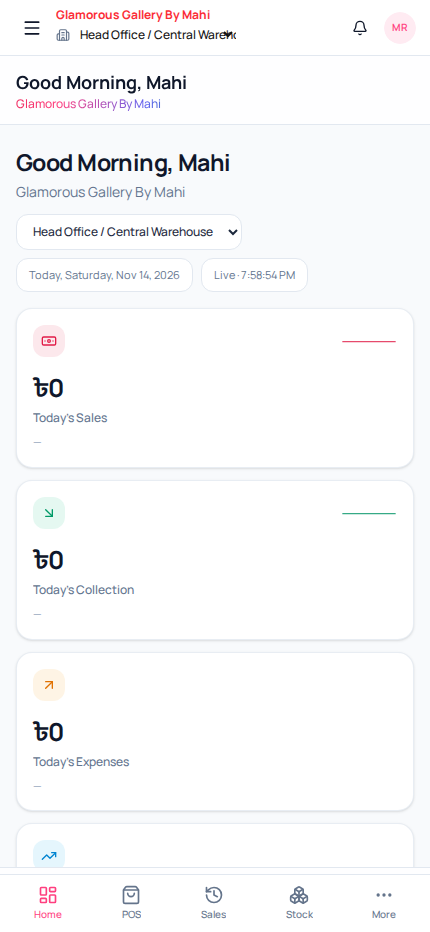 Glamorous Gallery By Mahi
Head Office / Central Wareho
MR
Good Morning, Mahi
Glamorous Gallery By Mahi
Good Morning, Mahi
Glamorous Gallery By Mahi
Head Office / Central Warehouse
Today, Saturday, Nov 14, 2026
Live · 7:58:54 PM
৳0
Today's Sales
—
৳0
Today's Collection
—
৳0
Today's Expenses
—
Home
POS
Sales
Stock
More